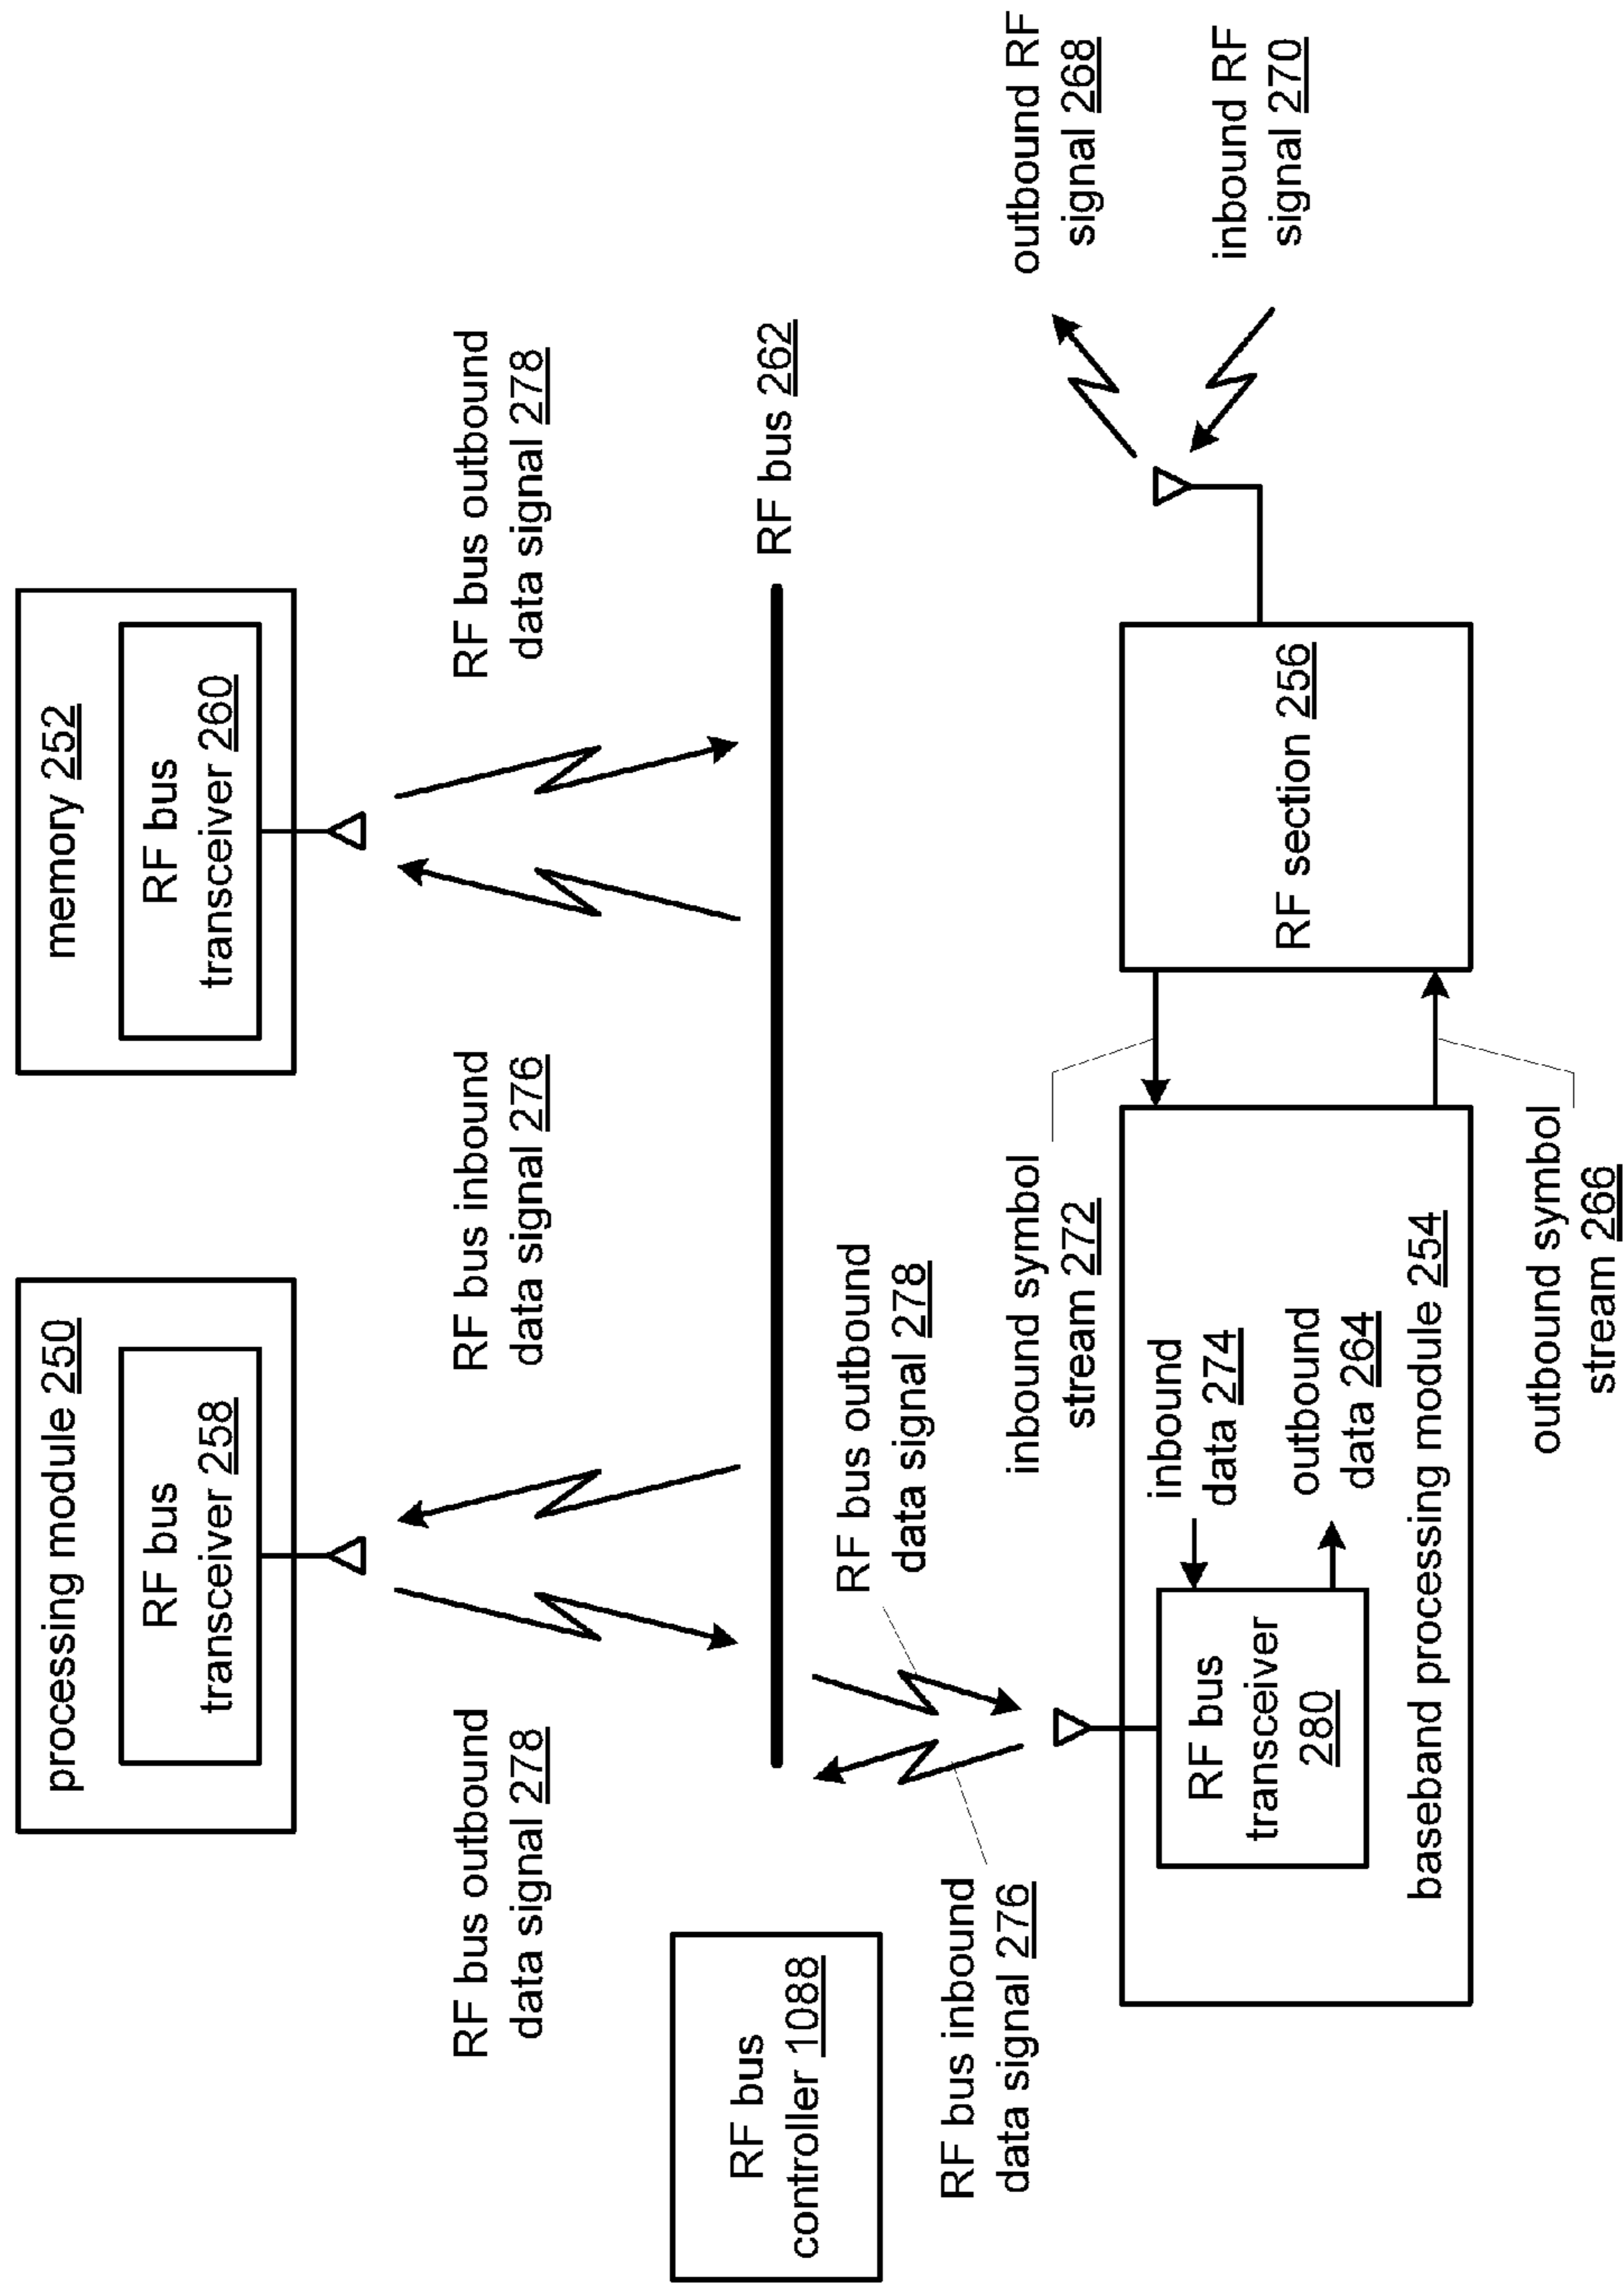 processing module 250
RF bus
transceiver 258
memory 252
RF bus
transceiver 260
RF bus outbound
data signal 278
RF bus inbound
data signal 276
RF bus outbound
data signal 278
RF bus
controller 1088
RF bus 262
RF bus inbound
data signal 276
RF bus outbound
data signal 278
inbound symbol
stream 272
outbound RF
signal 268
inbound RF
signal 270
RF bus
transceiver
280
inbound
data 274
outbound
data 264
baseband processing module 254
RF section 256
outbound symbol
stream 266